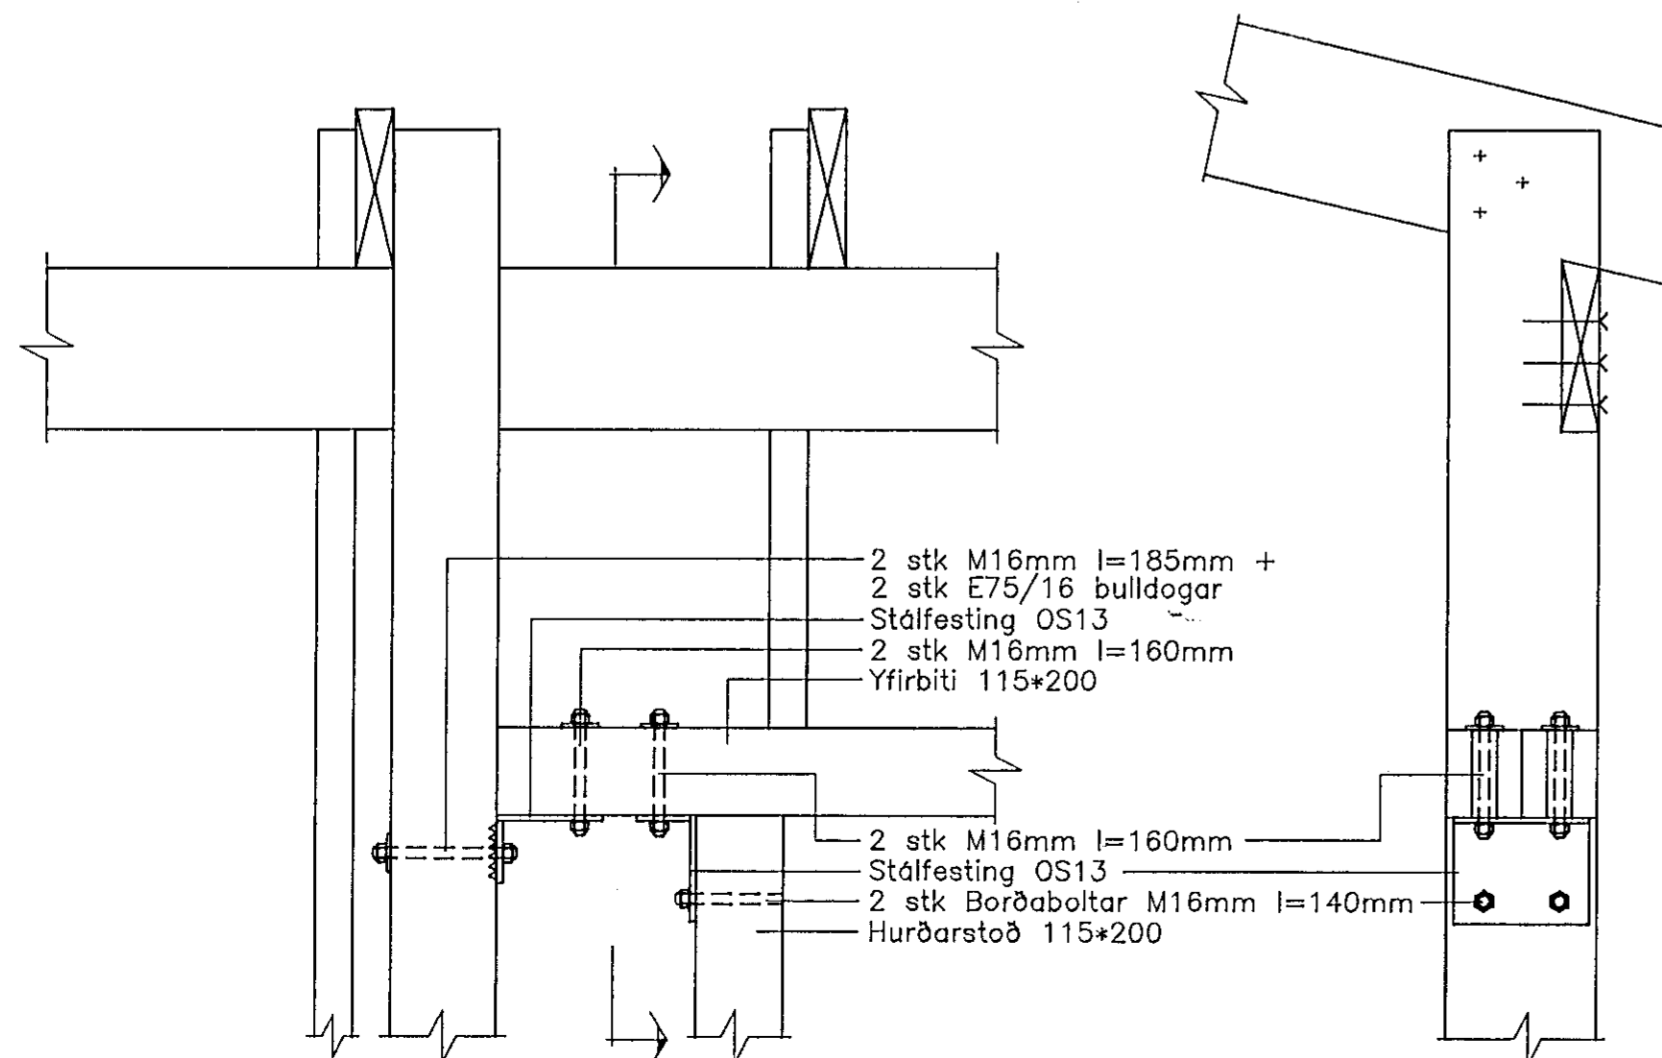 2 stk M16mm l=185mm +
2 stk E75/16 bulldogar
Stálfesting OS13
2 stk M16mm l=160mm
Yfirbiti 115*200
2 stk M16mm l=160mm
Stálfesting OS13
2 stk Borðaboltar M16mm l=140mm
Hurðarstoð 115*200